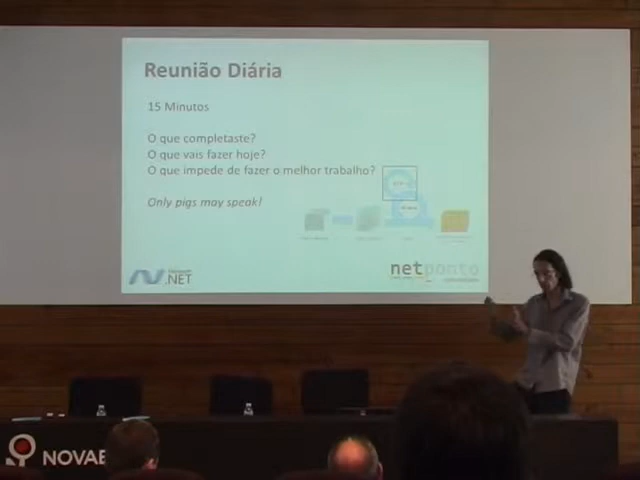 Reunião Diária
15 Minutos
O que completaste?
O que vais fazer hoje?
O que impede de fazer o melhor trabalho?
Only pigs may speak!
.NET
netponto
NOVAE